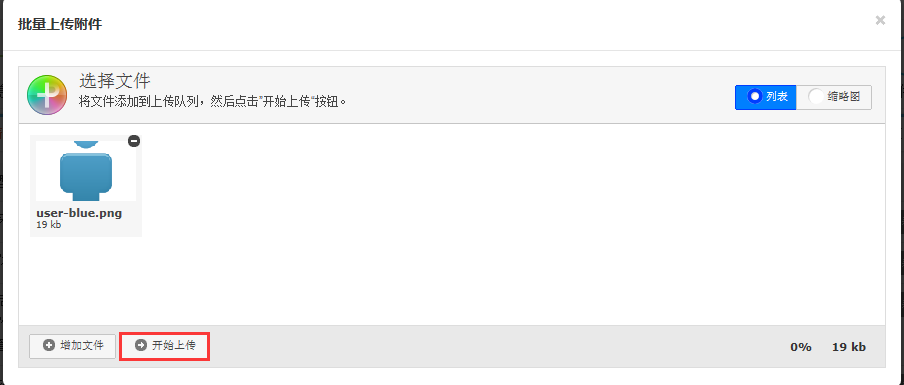 批量上传附件
选择文件
将文件添加到上传队列，然后点击"开始上传"按钮。
列表
缩略图
user-blue.png
19 kb
增加文件
开始上传
0%
19 kb